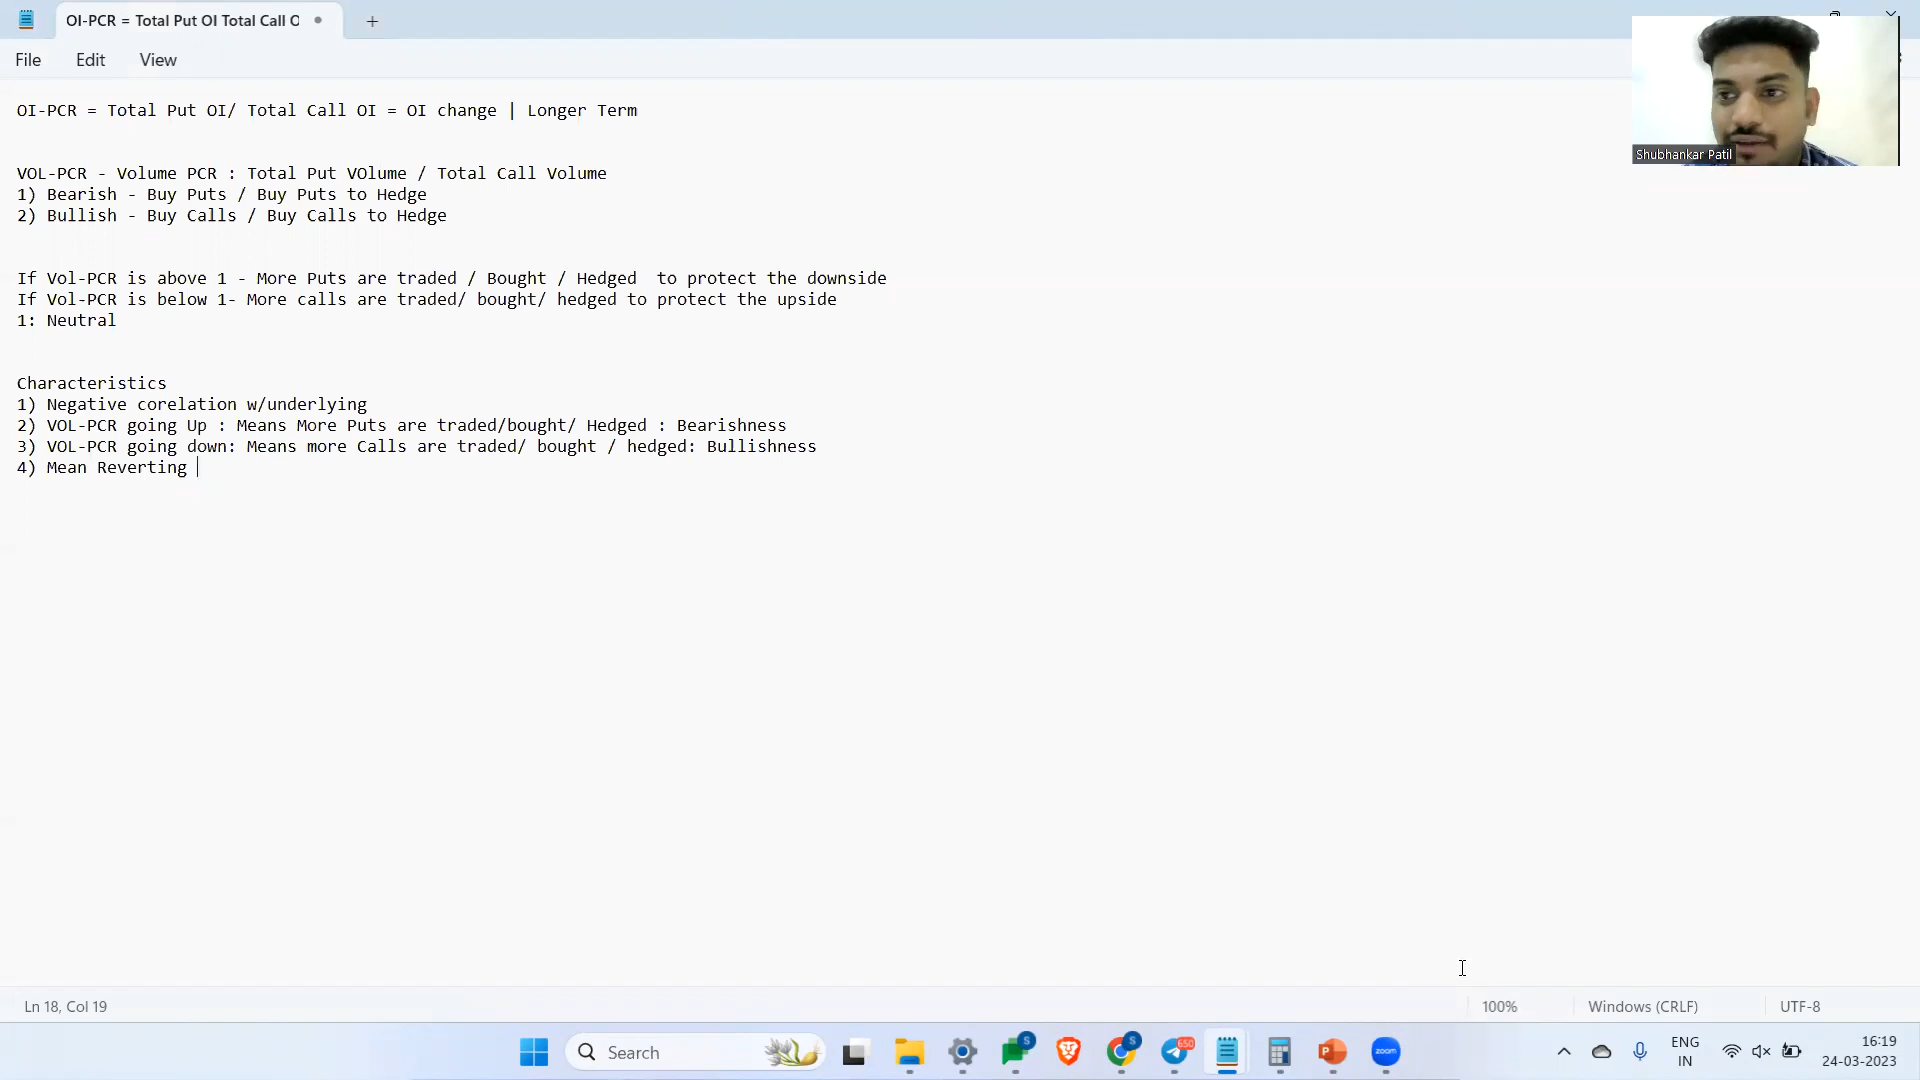 OI-PCR = Total Put OI Total Call O
File Edit View
OI-PCR = Total Put OI/ Total Call OI = OI change | Longer Term
VOL-PCR - Volume PCR : Total Put VOlume / Total Call Volume
1) Bearish - Buy Puts / Buy Puts to Hedge
2) Bullish - Buy Calls / Buy Calls to Hedge
If Vol-PCR is above 1 - More Puts are traded / Bought / Hedged  to protect the downside
If Vol-PCR is below 1- More calls are traded/ bought/ hedged to protect the upside
1: Neutral
Characteristics
1) Negative corelation w/underlying
2) VOL-PCR going Up : Means More Puts are traded/bought/ Hedged : Bearishness
3) VOL-PCR going down: Means more Calls are traded/ bought / hedged: Bullishness
4) Mean Reverting
Shubhankar Patil
Ln 18, Col 19
100%
Windows (CRLF)
UTF-8
Search
S
S
650
P
zoom
ENG
IN
16:19
24-03-2023